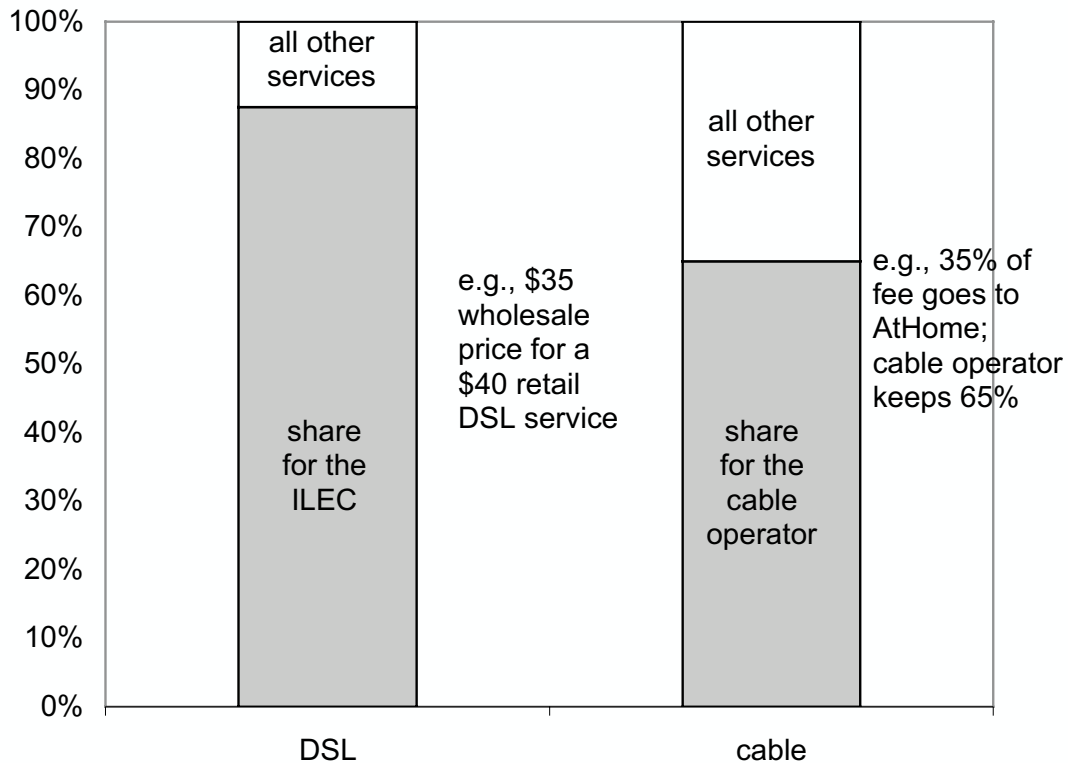 100%
90%
80%
70%
60%
50%
40%
30%
20%
10%
0%
all other
services
share
for the
ILEC
e.g., $35
wholesale
price for a
$40 retail
DSL service
all other
services
share
for the
cable
operator
e.g., 35% of
fee goes to
AtHome;
cable operator
keeps 65%
DSL
cable